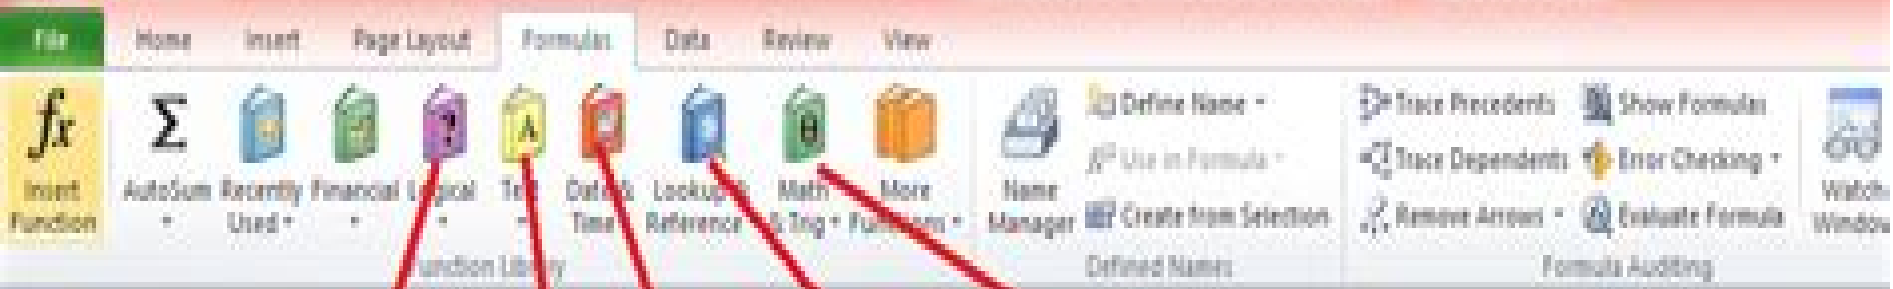 File Home Insert Page Layout Formulas Data Review View
fx Σ ? A θ
Define Name Trace Precedents Show Formulas
Use in Formula Trace Dependents Error Checking
Insert AutoSum Recently Financial Logical Text Date & Lookup & Math More Name Watch
Function Used Time Reference & Trig Functions Manager Create from Selection Remove Arrows Evaluate Formula Window
Function Library Defined Names Formula Auditing